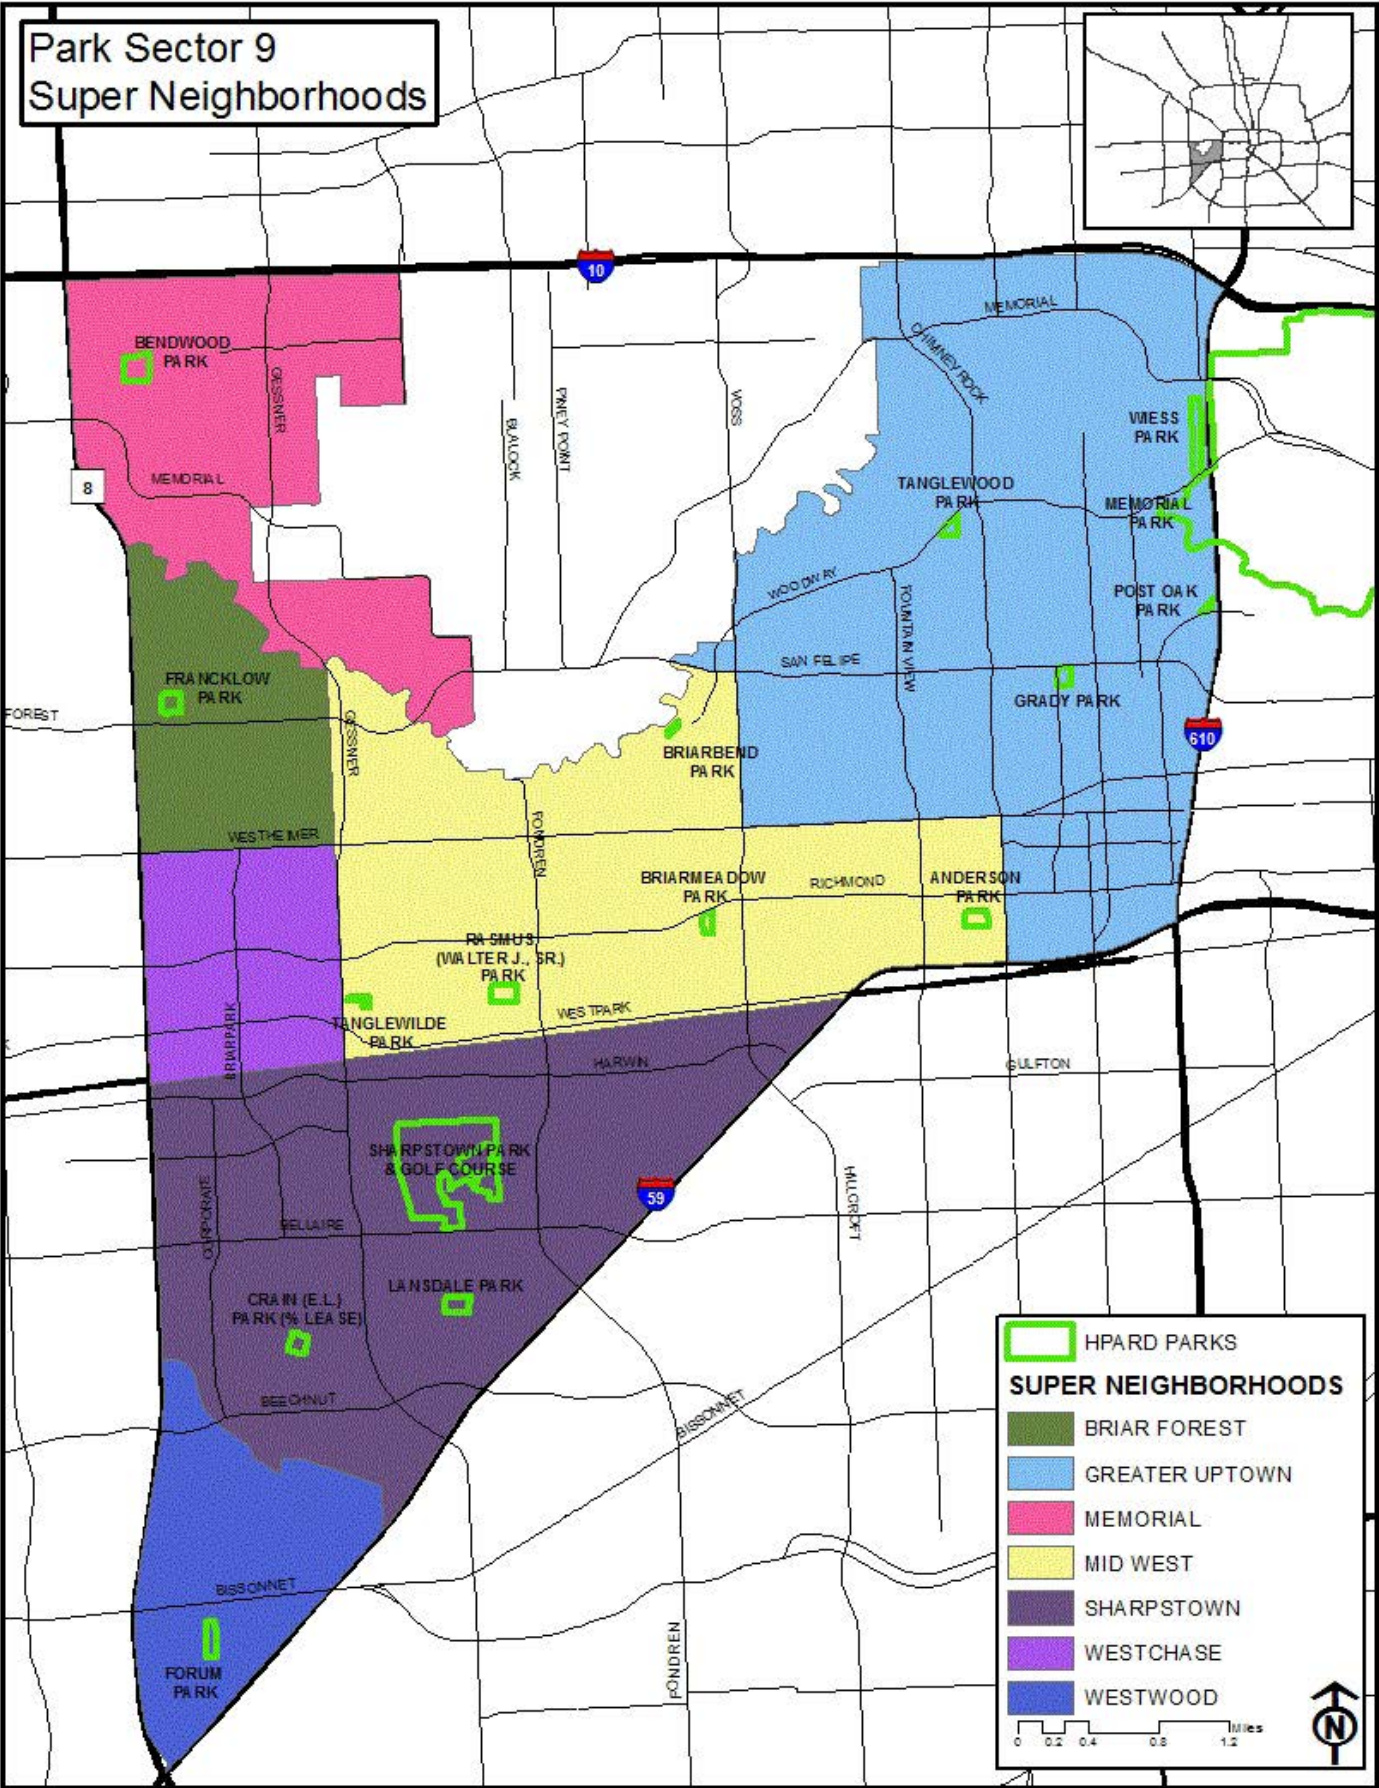 Park Sector 9
Super Neighborhoods
10
MEMORIAL
BENDWOOD
PARK
CHIMNEY ROCK
GESSNER
PINEY POINT
VOSS
BLALOCK
WIESS
PARK
8
MEMORIAL
TANGLEWOOD
PARK
MEMORIAL
PARK
WOODWAY
POST OAK
PARK
FOUNTAIN VIEW
SAN FELIPE
FRANCKLOW
PARK
GRADY PARK
FOREST
GESSNER
610
BRIARBEND
PARK
WESTHEIMER
FONDREN
BRIARMEADOW
PARK
RICHMOND
ANDERSON
PARK
RASMUS
(WALTER J., SR.)
PARK
WESTPARK
TANGLEWILDE
PARK
BRIARPARK
HARWIN
GULFTON
SHARPSTOWN PARK
& GOLF COURSE
59
HILLCROFT
CORPORATE
BELLAIRE
LANSDALE PARK
CRAIN (E.L.)
PARK (% LEASE)
BEECHNUT
BISSONNET
BISSONNET
FONDREN
FORUM
PARK
HPARD PARKS
SUPER NEIGHBORHOODS
BRIAR FOREST
GREATER UPTOWN
MEMORIAL
MID WEST
SHARPSTOWN
WESTCHASE
WESTWOOD
Miles
0 0.2 0.4 0.8 1.2
N